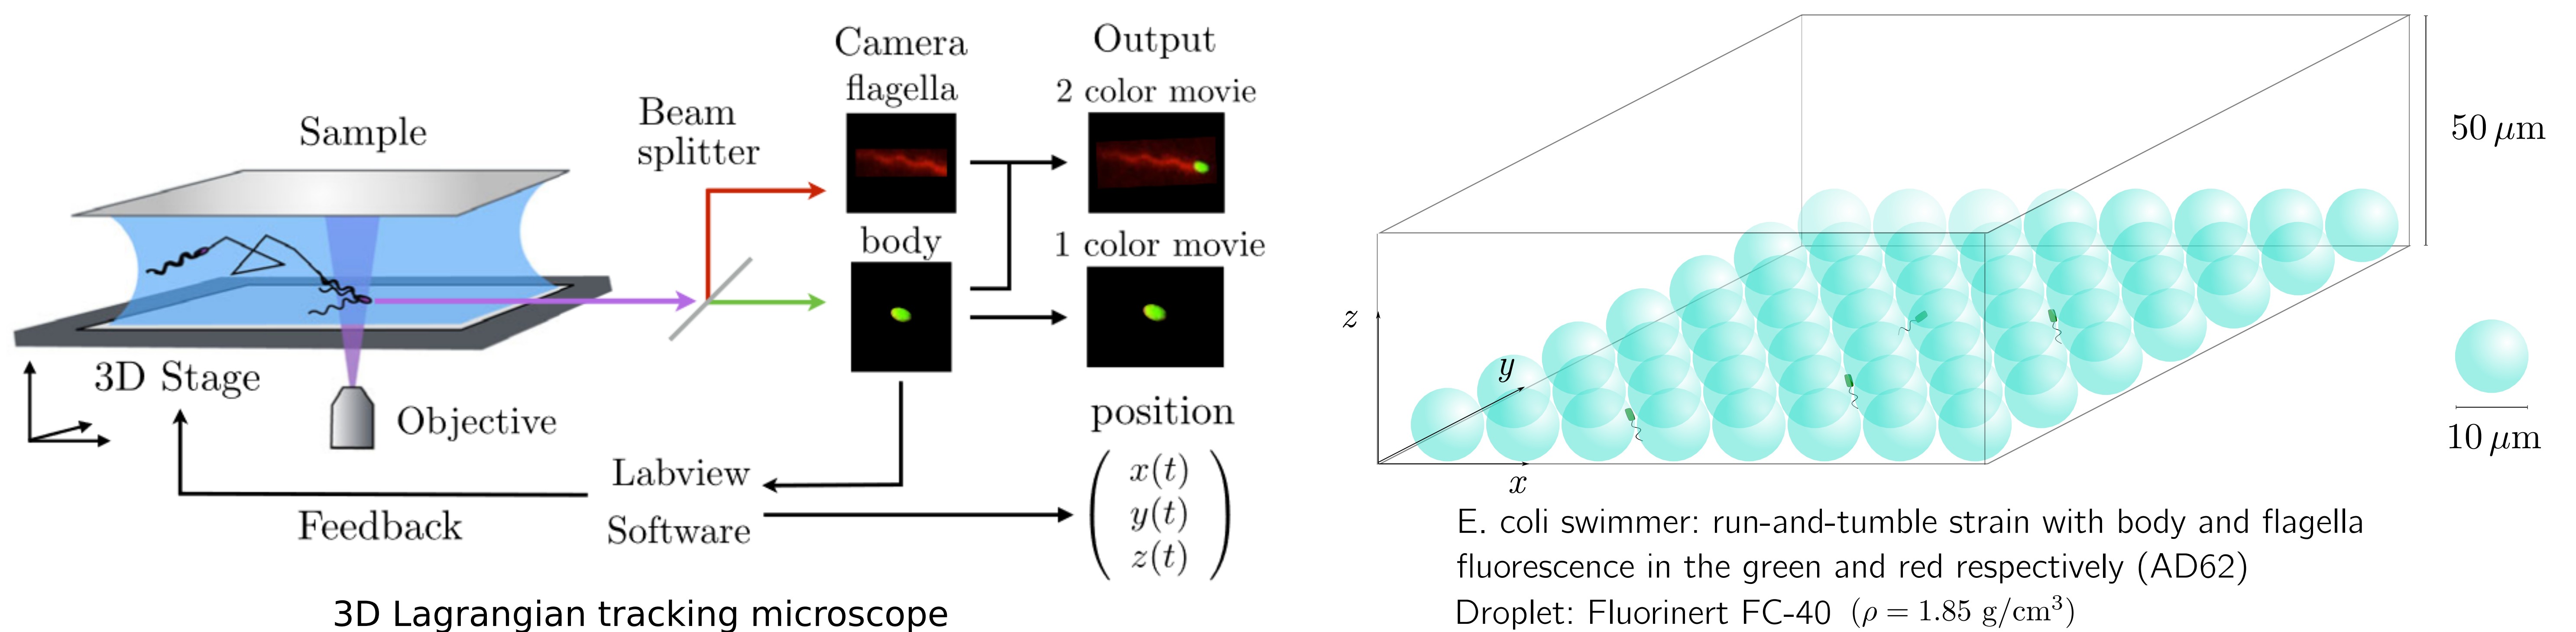 Sample
3D Stage
Objective
Beam
splitter
Camera
flagella
body
Output
2 color movie
1 color movie
position
x(t)
y(t)
z(t)
Labview
Software
Feedback
3D Lagrangian tracking microscope
z
y
x
50 μm
10 μm
E. coli swimmer: run-and-tumble strain with body and flagella
fluorescence in the green and red respectively (AD62)
Droplet: Fluorinert FC-40 (ρ = 1.85 g/cm³)